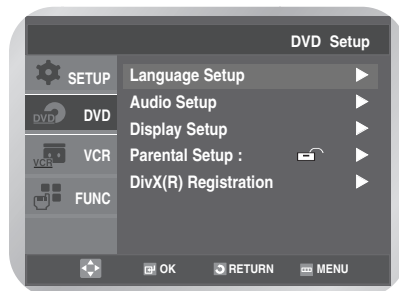 DVD Setup
SETUP
DVD DVD
VCR VCR
FUNC
Language Setup
Audio Setup
Display Setup
Parental Setup :
DivX(R) Registration
OK RETURN MENU